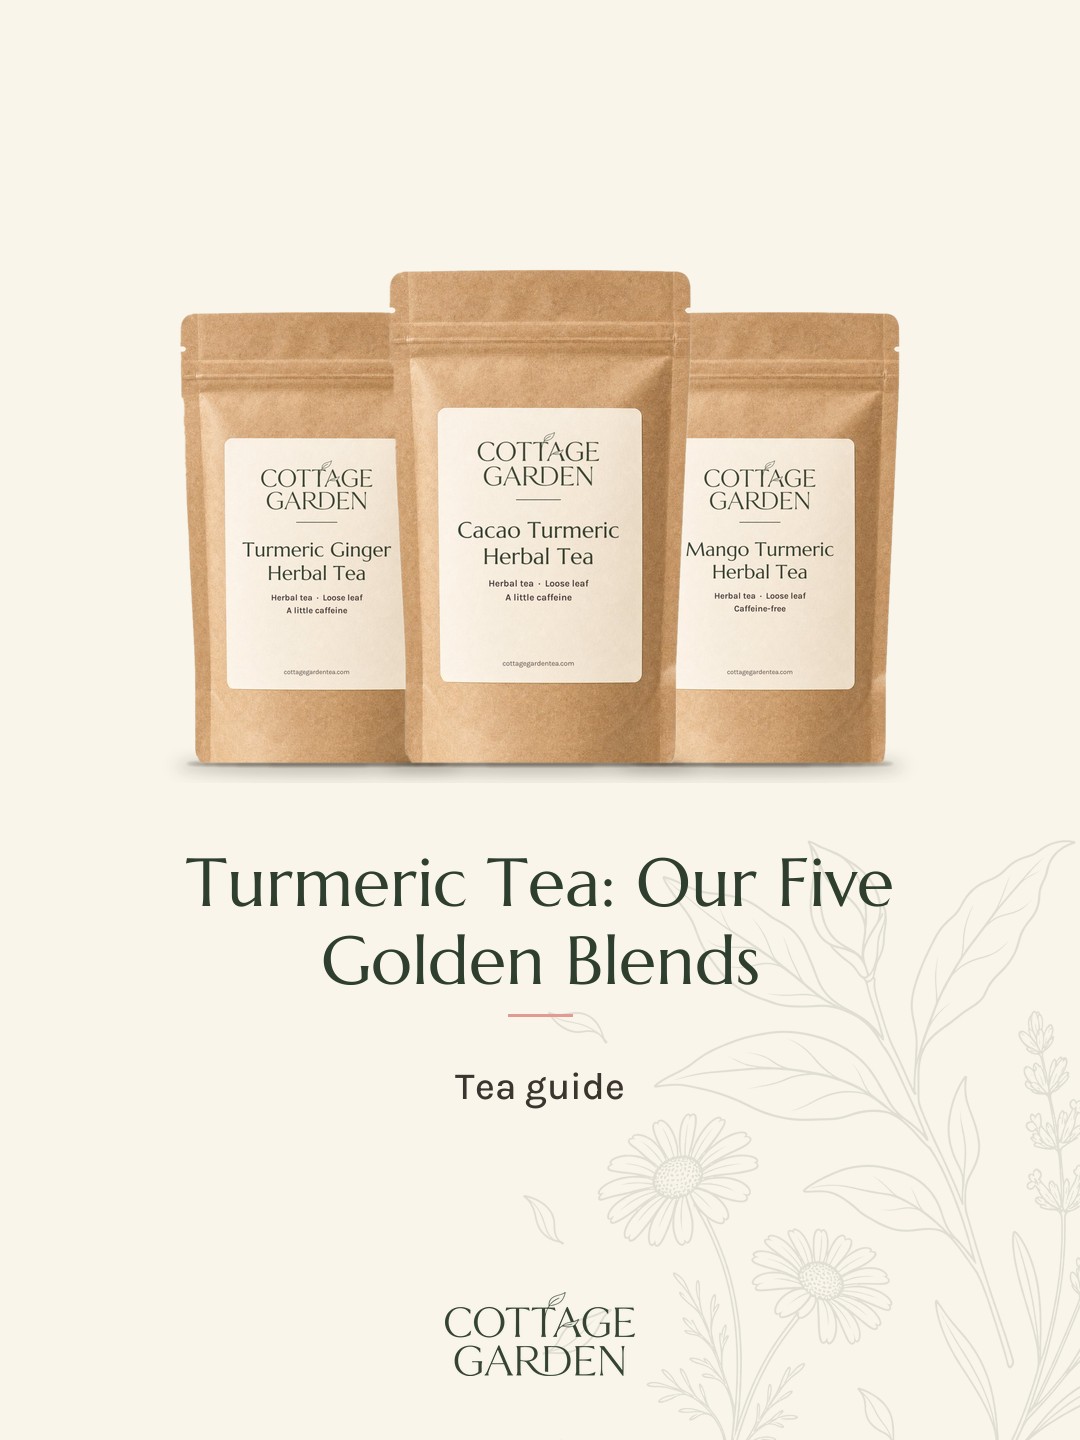 COTTAGE
GARDEN
Turmeric Ginger
Herbal Tea
Herbal tea · Loose leaf
A little caffeine
cottagegardentea.com
COTTAGE
GARDEN
Cacao Turmeric
Herbal Tea
Herbal tea · Loose leaf
A little caffeine
cottagegardentea.com
COTTAGE
GARDEN
Mango Turmeric
Herbal Tea
Herbal tea · Loose leaf
Caffeine-free
cottagegardentea.com
Turmeric Tea: Our Five
Golden Blends
Tea guide
COTTAGE
GARDEN